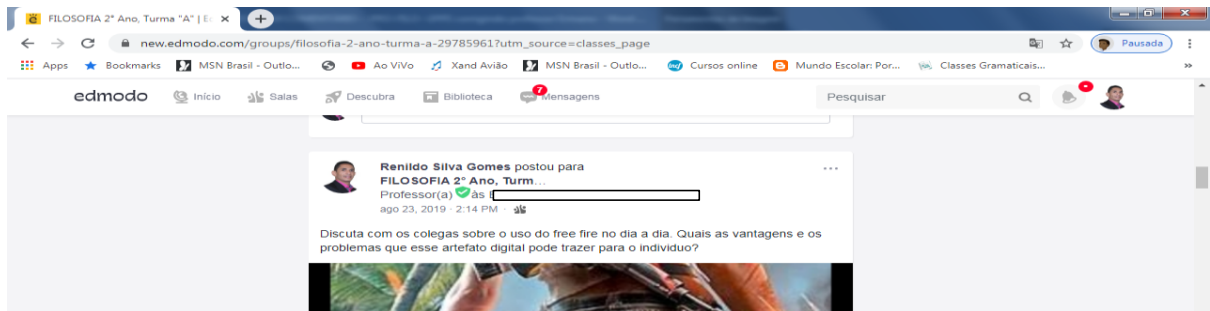 FILOSOFIA 2° Ano, Turma "A" | E
new.edmodo.com/groups/filosofia-2-ano-turma-a-29785961?utm_source=classes_page
Pausada
Apps Bookmarks MSN Brasil - Outlo... Ao ViVo Xand Avião MSN Brasil - Outlo... Cursos online Mundo Escolar: Por... Classes Gramaticais... »
edmodo Início Salas Descubra Biblioteca 7 Mensagens Pesquisar
Renildo Silva Gomes postou para
FILOSOFIA 2° Ano, Turm...
Professor(a) às
ago 23, 2019 · 2:14 PM ·
Discuta com os colegas sobre o uso do free fire no dia a dia. Quais as vantagens e os
problemas que esse artefato digital pode trazer para o individuo?